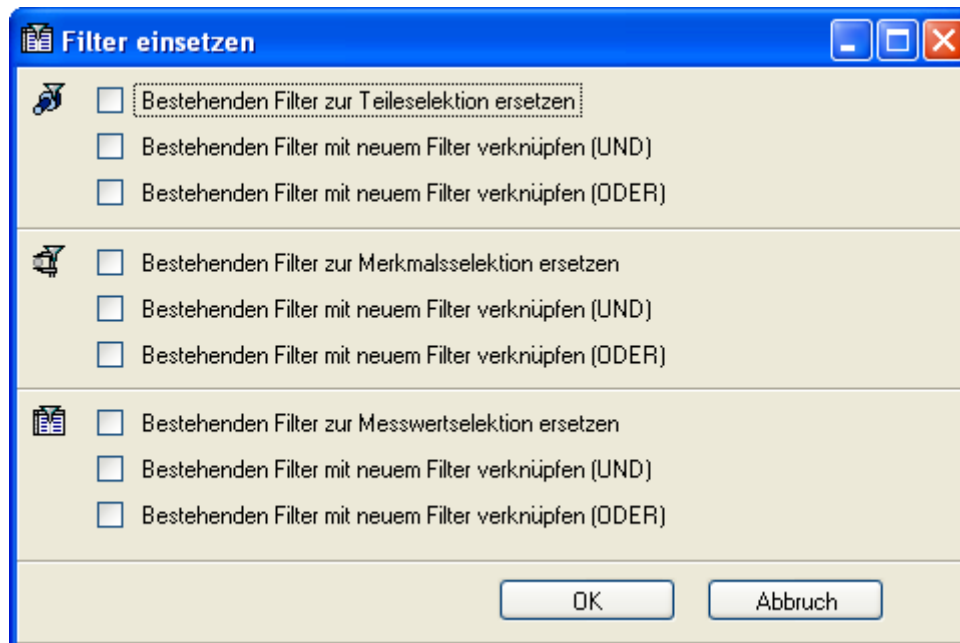 Filter einsetzen
Bestehenden Filter zur Teileselektion ersetzen
Bestehenden Filter mit neuem Filter verknüpfen (UND)
Bestehenden Filter mit neuem Filter verknüpfen (ODER)
Bestehenden Filter zur Merkmalsselektion ersetzen
Bestehenden Filter mit neuem Filter verknüpfen (UND)
Bestehenden Filter mit neuem Filter verknüpfen (ODER)
Bestehenden Filter zur Messwertselektion ersetzen
Bestehenden Filter mit neuem Filter verknüpfen (UND)
Bestehenden Filter mit neuem Filter verknüpfen (ODER)
OK Abbruch